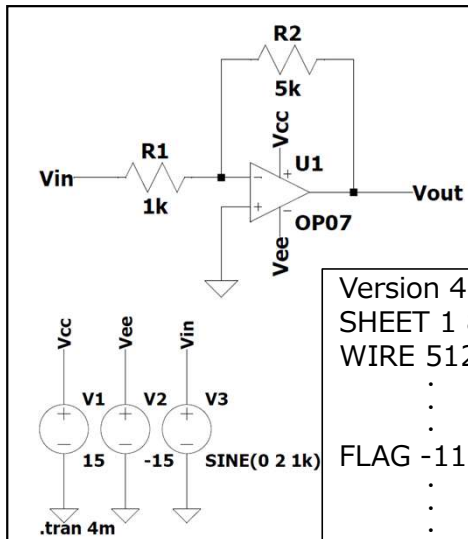 R2
5k
Vcc
R1
U1
Vin
Vout
1k
OP07
Vee
Vcc
Vee
Vin
V1
V2
V3
15
-15
SINE(0 2 1k)
.tran 4m
Version 4
SHEET 1
WIRE 512
.
.
.
FLAG -11
.
.
.